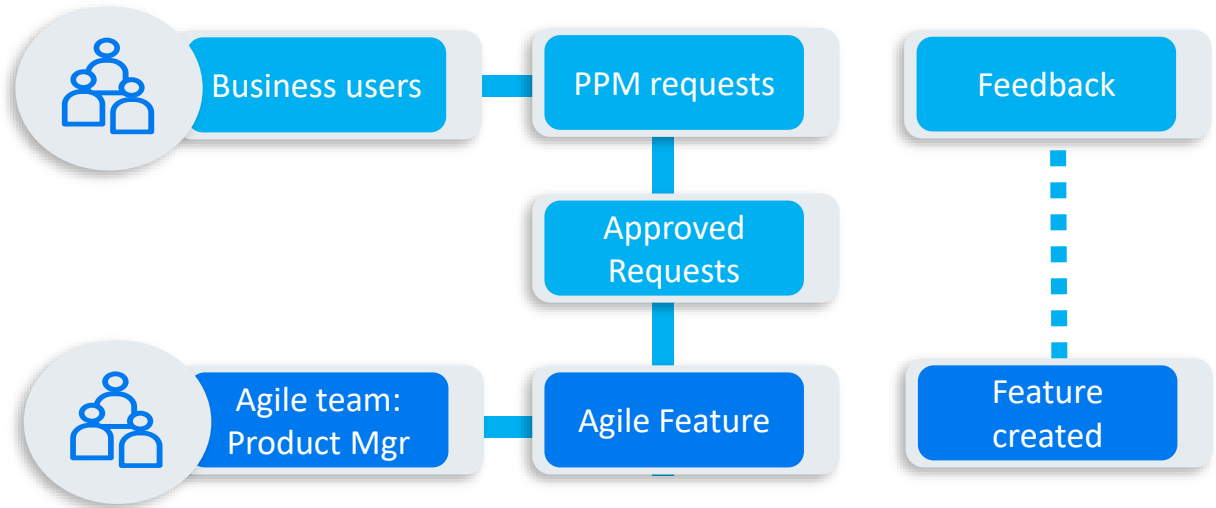 Business users
PPM requests
Feedback
Approved
Requests
Agile team:
Product Mgr
Agile Feature
Feature
created